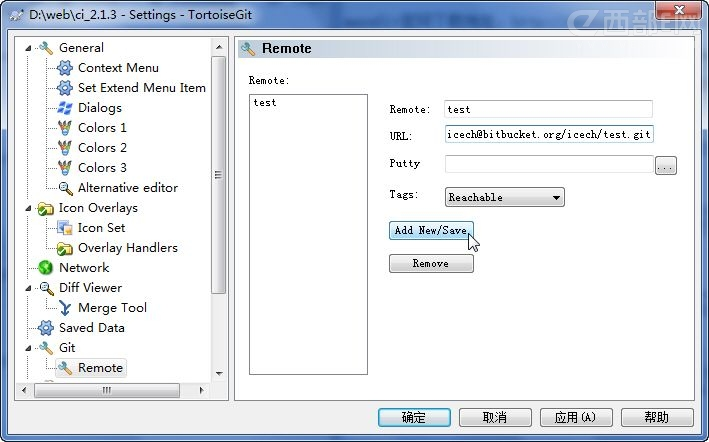 D:\web\ci_2.1.3 - Settings - TortoiseGit
西部E网
General
Context Menu
Set Extend Menu Item
Dialogs
Colors 1
Colors 2
Colors 3
Alternative editor
Icon Overlays
Icon Set
Overlay Handlers
Network
Diff Viewer
Merge Tool
Saved Data
Git
Remote
Remote
Remote:
test
Remote: test
URL: icech@bitbucket.org/icech/test.git
Putty ...
Tags: Reachable
Add New/Save
Remove
确定 取消 应用(A) 帮助